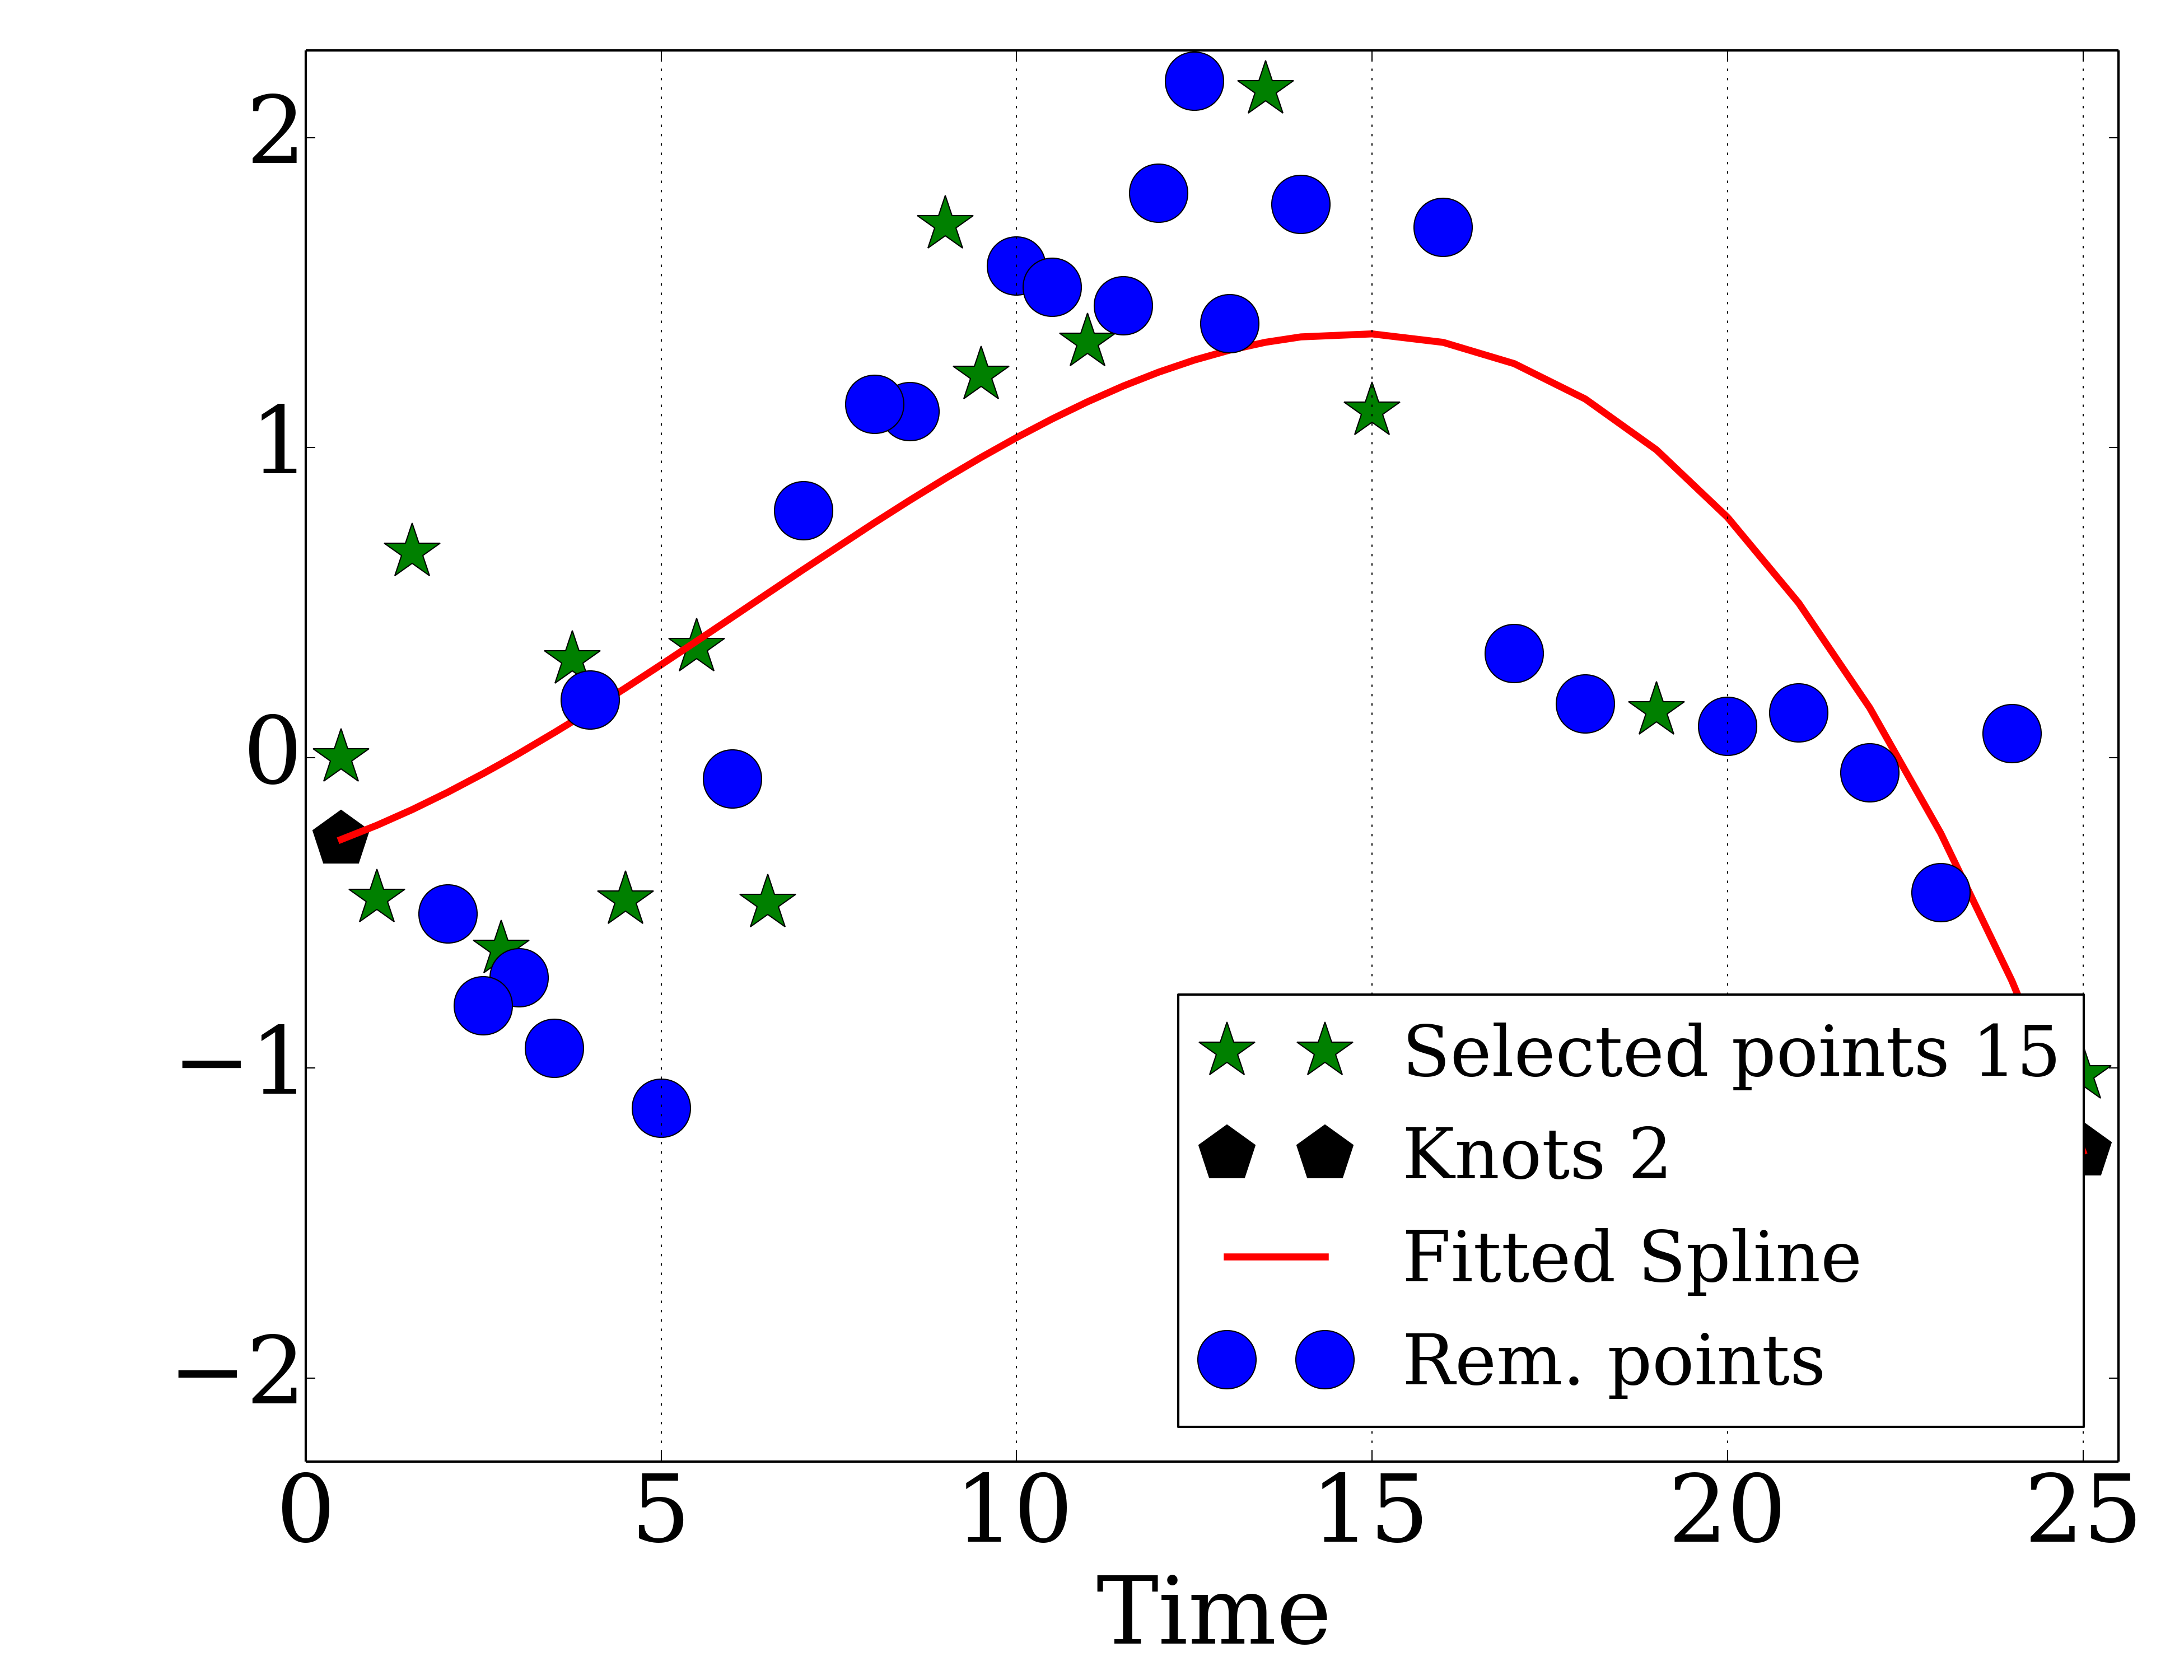 2
1
0
−1
−2
Selected points 15
Knots 2
Fitted Spline
Rem. points
0 5 10 15 20 25
Time